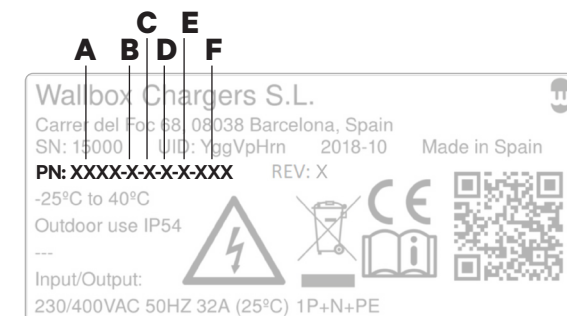 C E
A B D F
Wallbox Chargers S.L.
Carrer del Foc 68, 08038 Barcelona, Spain
SN: 15000 UID: YggVpHrn 2018-10 Made in Spain
PN: XXXX-X-X-X-X-XXX REV: X
-25ºC to 40ºC
Outdoor use IP54
---
Input/Output:
230/400VAC 50HZ 32A (25ºC) 1P+N+PE
CE
i